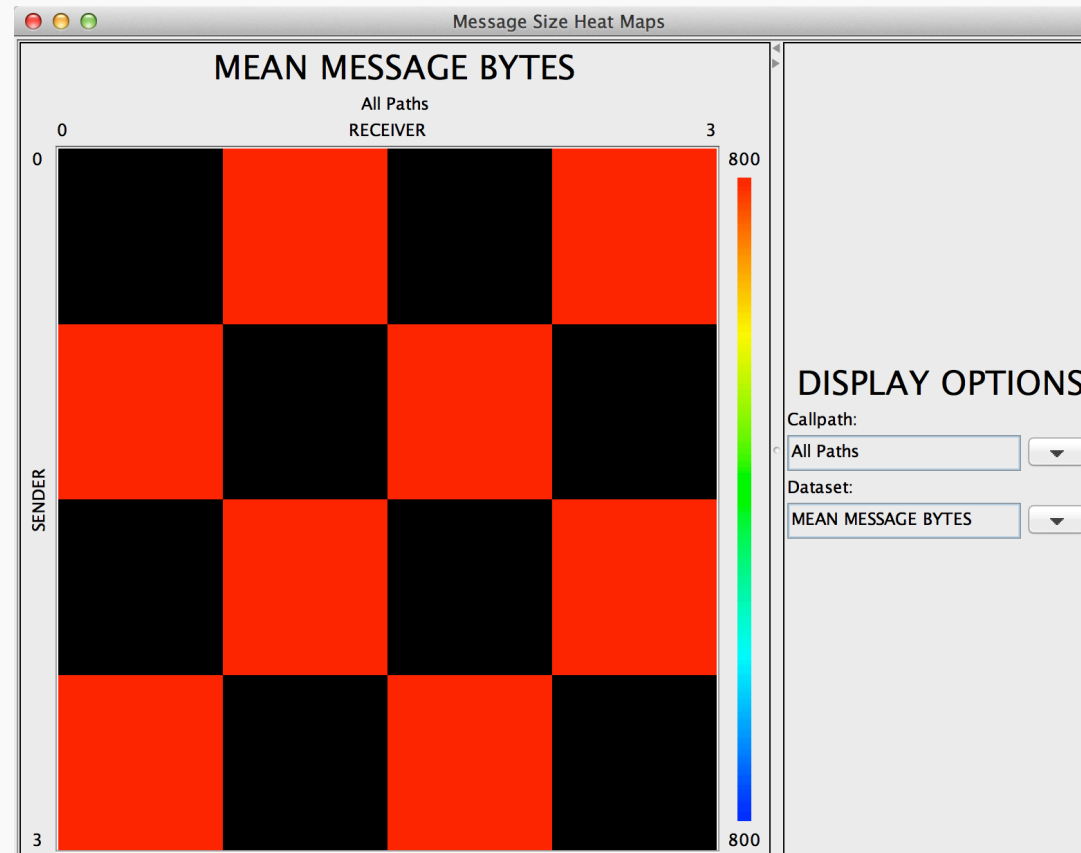 Message Size Heat Maps
MEAN MESSAGE BYTES
All Paths
0 RECEIVER 3
0
800
SENDER
3
800
DISPLAY OPTIONS
Callpath:
All Paths
Dataset:
MEAN MESSAGE BYTES